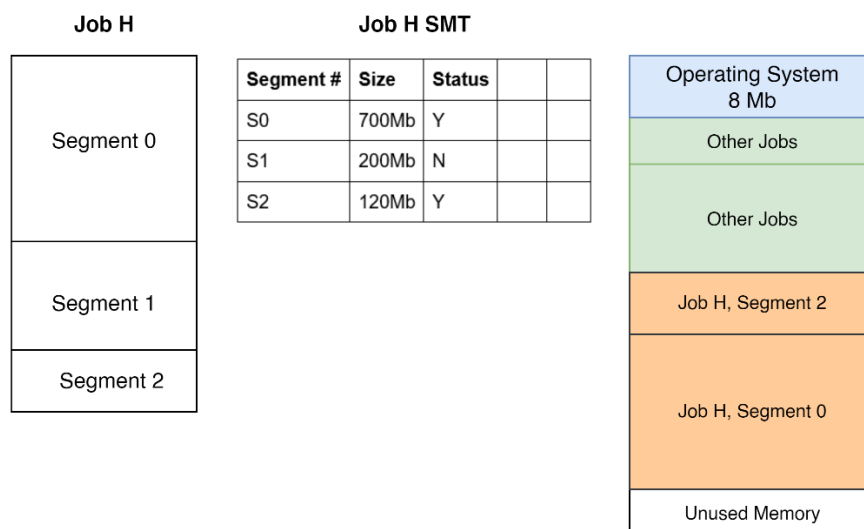 Job H
Segment 0
Segment 1
Segment 2
Job H SMT
Segment # Size Status
S0 700Mb Y
S1 200Mb N
S2 120Mb Y
Operating System
8 Mb
Other Jobs
Other Jobs
Job H, Segment 2
Job H, Segment 0
Unused Memory